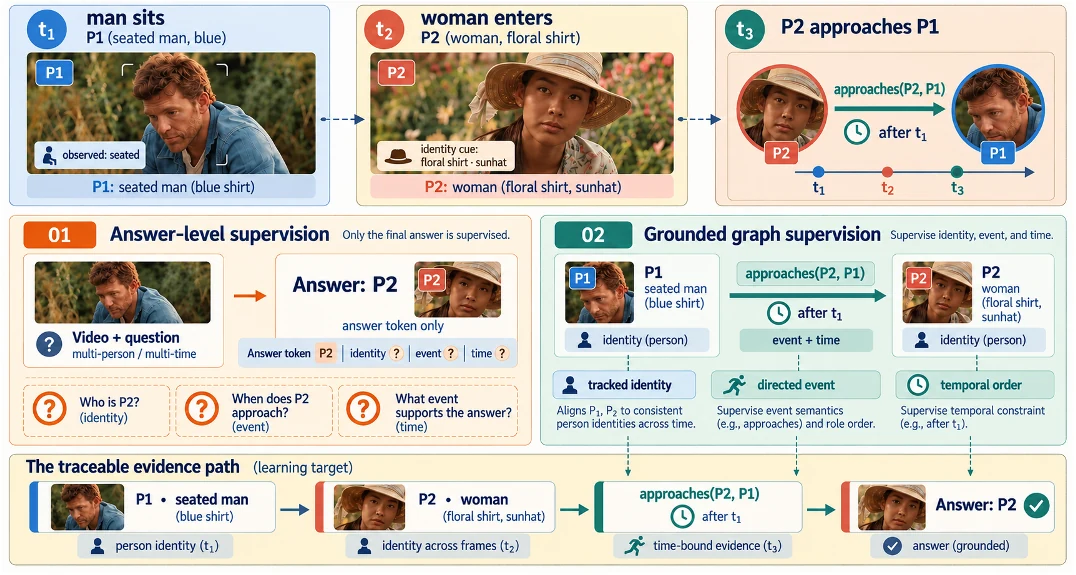 t₁
man sits
P1 (seated man, blue)
P1
observed: seated
P1: seated man (blue shirt)
t₂
woman enters
P2 (woman, floral shirt)
P2
identity cue:
floral shirt · sunhat
P2: woman (floral shirt, sunhat)
t₃
P2 approaches P1
approaches(P2, P1)
after t₁
P2
P1
t₁
t₂
t₃
01
Answer-level supervision
Only the final answer is supervised.
?
Video + question
multi-person / multi-time
Answer: P2
P2
answer token only
Answer token P2 | identity ? | event ? | time ?
?
Who is P2?
(identity)
?
When does P2
approach?
(event)
?
What event
supports the answer?
(time)
02
Grounded graph supervision
Supervise identity, event, and time.
P1
P1
seated man
(blue shirt)
identity (person)
approaches(P2, P1)
after t₁
event + time
P2
P2
woman
(floral shirt,
sunhat)
identity (person)
tracked identity
Aligns P₁, P₂ to consistent
person identities across time.
directed event
Supervise event semantics
(e.g., approaches) and role order.
temporal order
Supervise temporal constraint
(e.g., after t₁).
The traceable evidence path (learning target)
P1 • seated man
(blue shirt)
person identity (t₁)
P2 • woman
(floral shirt, sunhat)
identity across frames (t₂)
approaches(P2, P1)
after t₁
time-bound evidence (t₃)
Answer: P2
answer (grounded)